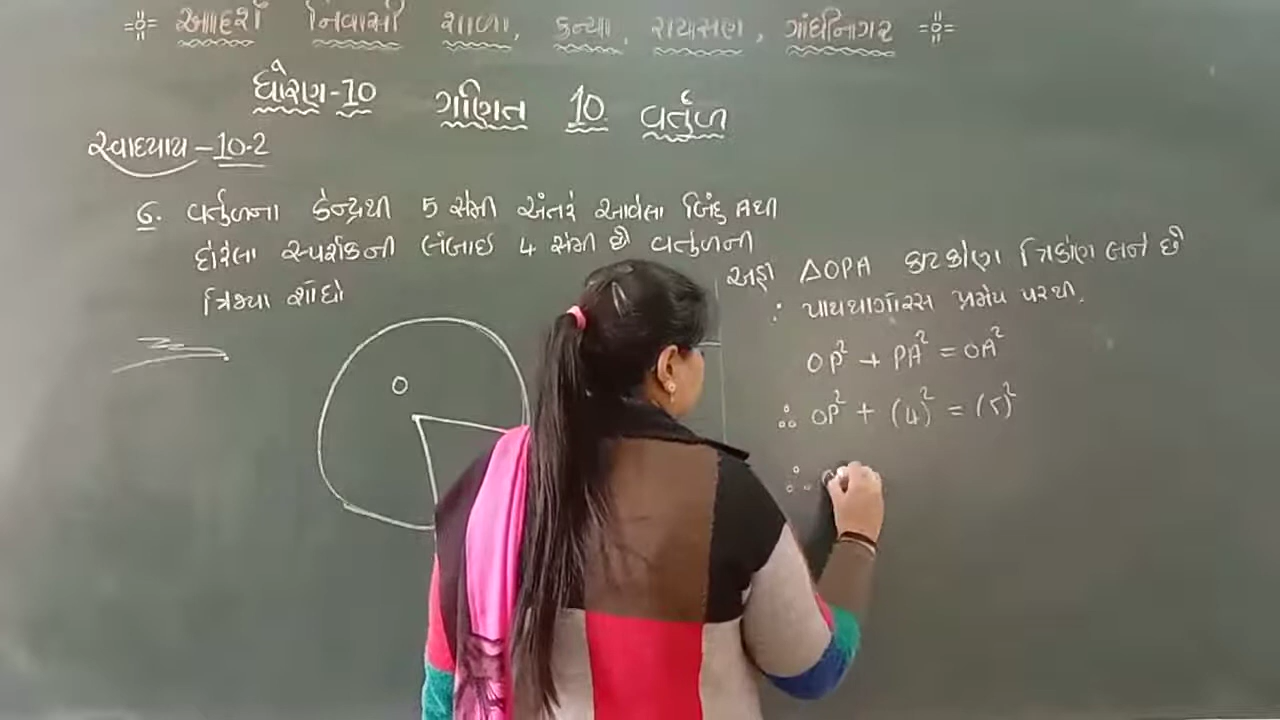 આદર્શ નિવાસી શાળા, કન્યા, રાયસણ, ગાંધીનગર
ધોરણ-10 ગણિત 10. વર્તુળ
સ્વાધ્યાય - 10.2
6. વર્તુળના કેન્દ્રથી 5 સેમી અંતરે આવેલા બિંદુ Aથી
દોરેલા સ્પર્શકની લંબાઇ 4 સેમી છે વર્તુળની
ત્રિજ્યા શોધો
O
અહીં △OPA કાટકોણ ત્રિકોણ બને છે
∴ પાયથાગોરસ પ્રમેય પરથી.
OP² + PA² = OA²
∴ OP² + (4)² = (5)²
∴ O